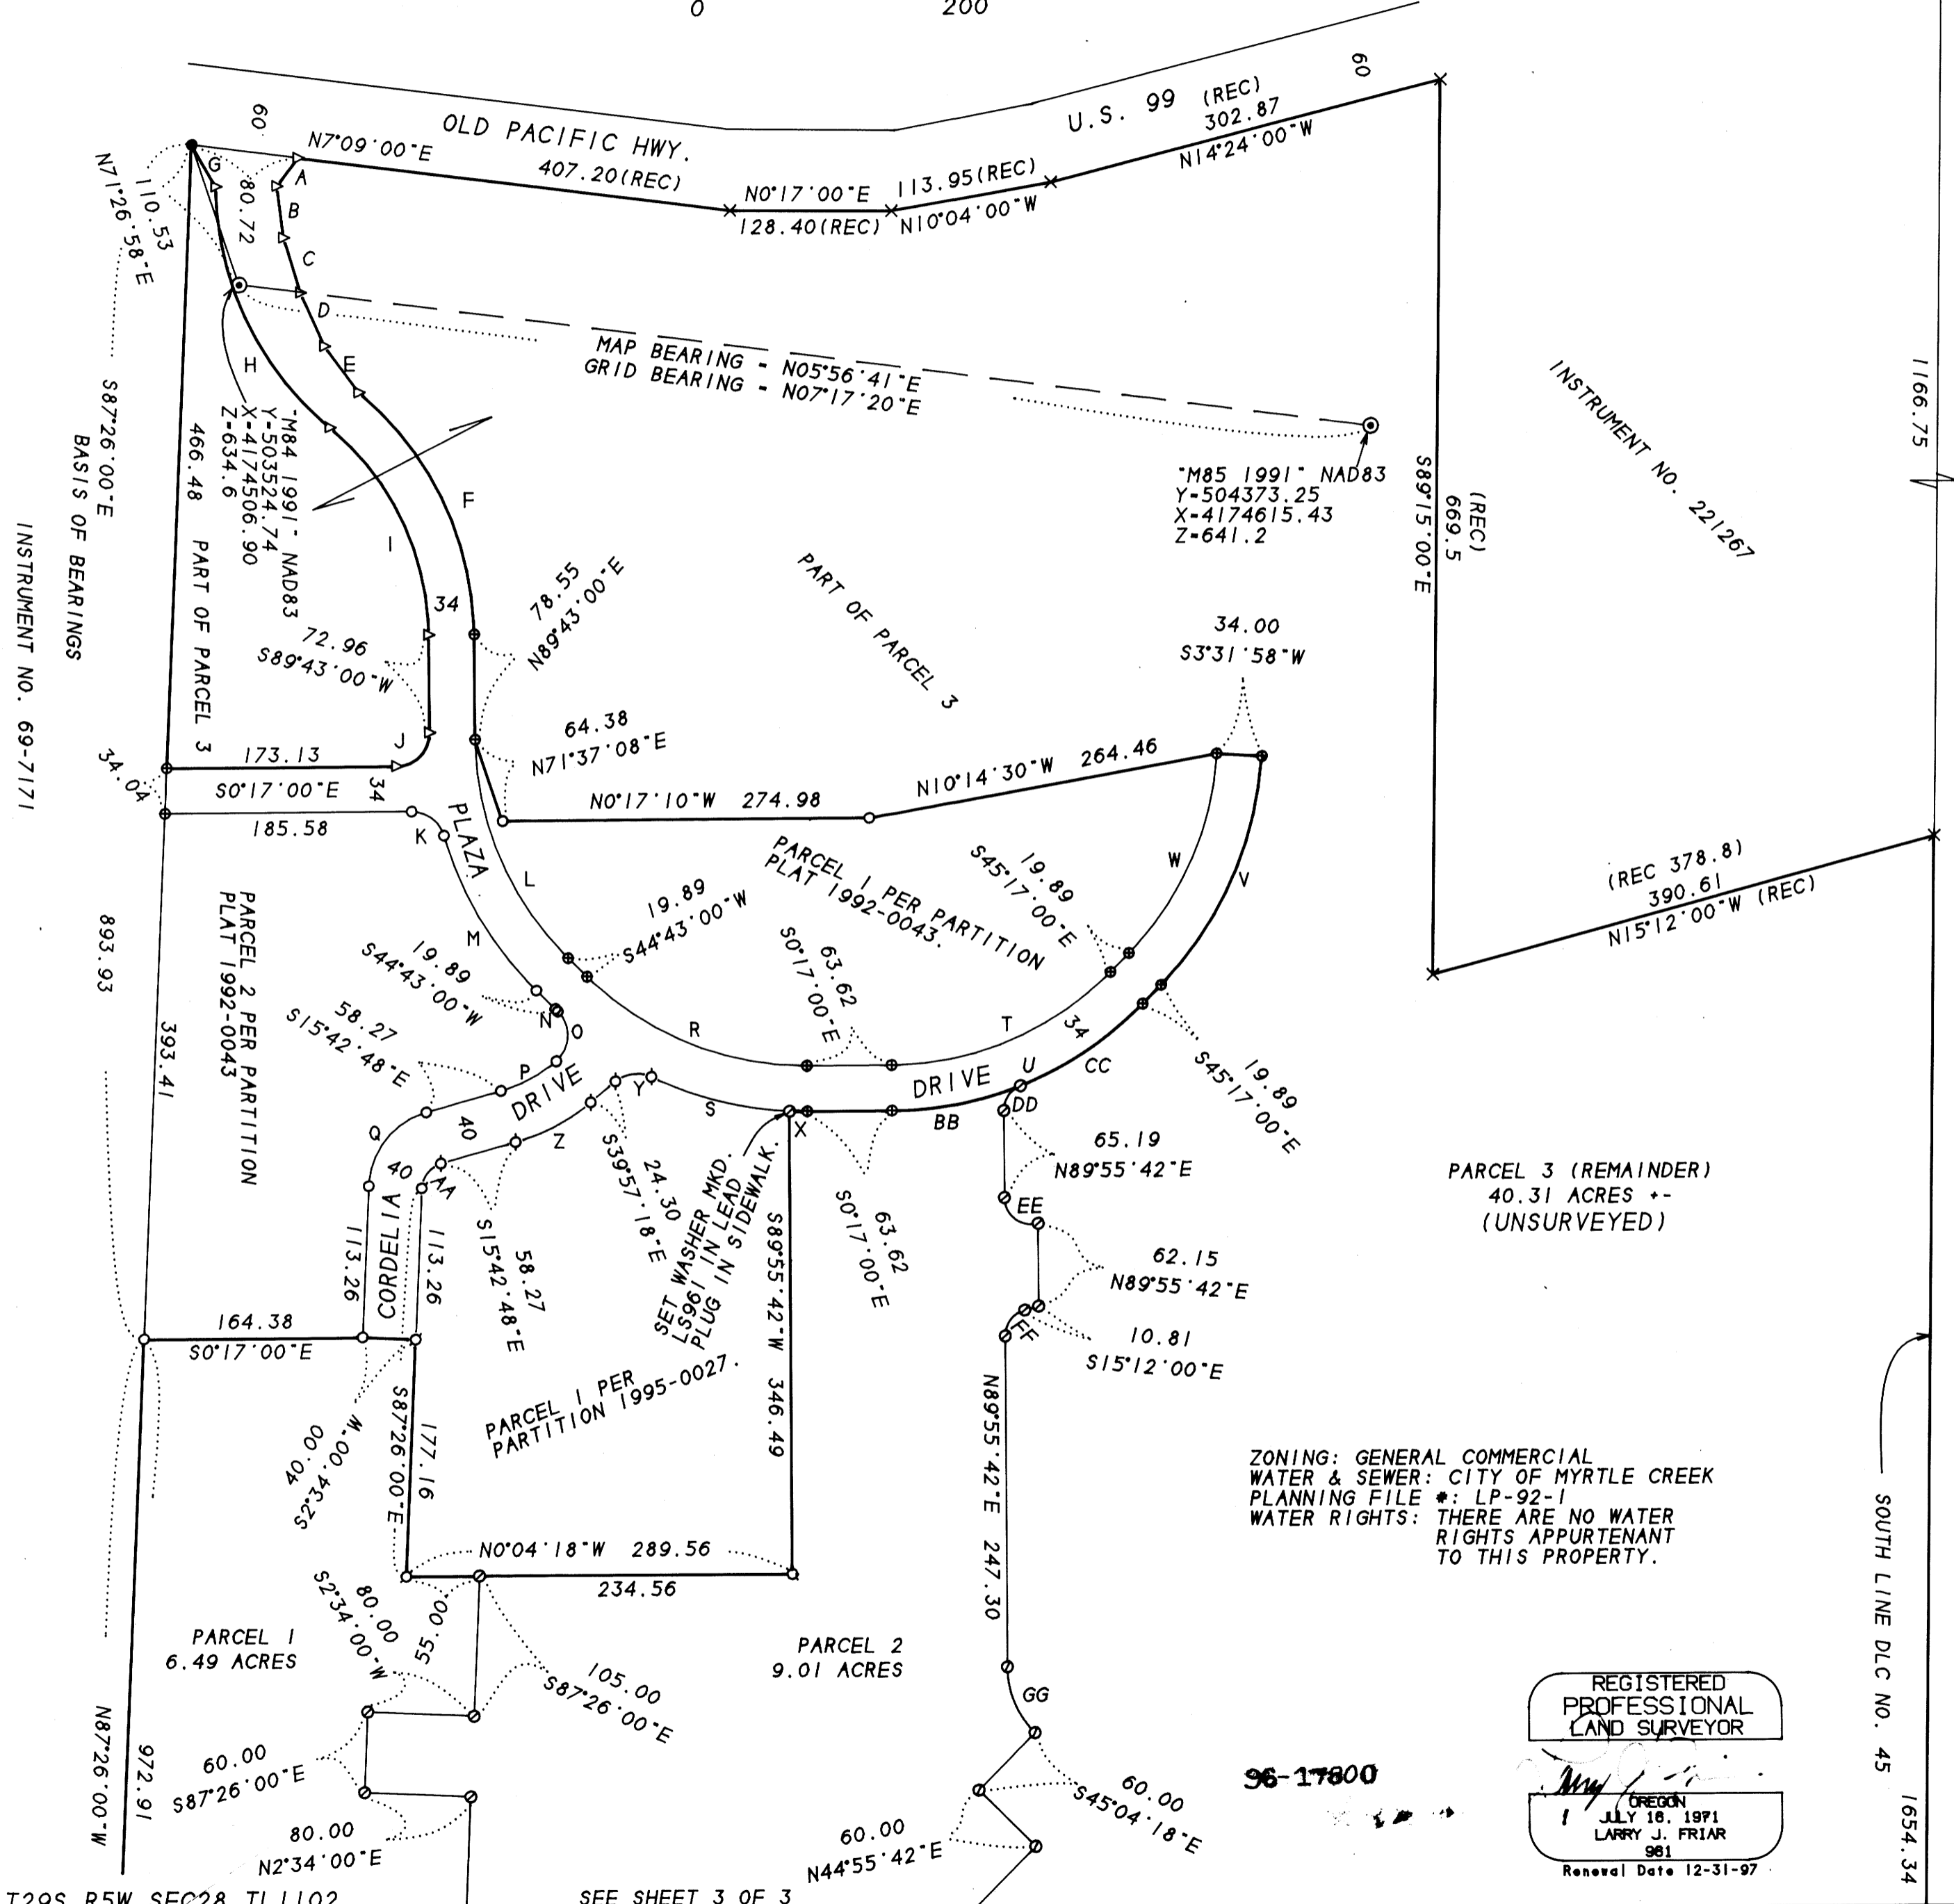 0 200
60
U.S. 99 (REC)
302.87
N14°24'00"W
60
OLD PACIFIC HWY.
N7°09'00"E
407.20(REC)
N0°17'00"E
128.40(REC)
113.95(REC)
N10°04'00"W
G
A
B
C
D
E
F
H
I
80.72
110.53
N71°26'58"E
MAP BEARING - N05°56'41"E
GRID BEARING - N07°17'20"E
"M84 1991" NAD83
Y-503524.74
X-4174506.90
Z-634.6
"M85 1991" NAD83
Y-504373.25
X-4174615.43
Z-641.2
S87°26'00"E
BASIS OF BEARINGS
INSTRUMENT NO. 69-7171
466.48
PART OF PARCEL 3
(REC)
669.5
S89°15'00"E
INSTRUMENT NO. 221267
1166.75
34
72.96
S89°43'00"W
78.55
N89°43'00"E
PART OF PARCEL 3
34.00
S3°31'58"W
64.38
N71°37'08"E
J
173.13
S0°17'00"E
34
34.04
185.58
K
PLAZA
N0°17'10"W 274.98
N10°14'30"W 264.46
L
M
N
O
P
Q
R
S
T
U
V
W
PARCEL 1 PER PARTITION
PLAT 1992-0043.
19.89
S45°17'00"E
19.89
S44°43'00"W
19.89
S44°43'00"W
63.62
S0°17'00"E
(REC 378.8)
390.61
N15°12'00"W (REC)
PARCEL 2 PER PARTITION
PLAT 1992-0043
893.93
393.41
58.27
S15°42'48"E
DRIVE
DRIVE
34
CC
BB
DD
X
Y
Z
AA
40
40
19.89
S45°17'00"E
24.30
S39°57'18"E
SET WASHER MKD.
LS961 IN LEAD
PLUG IN SIDEWALK.
63.62
S0°17'00"E
65.19
N89°55'42"E
EE
62.15
N89°55'42"E
FF
10.81
S15°12'00"E
PARCEL 3 (REMAINDER)
40.31 ACRES +-
(UNSURVEYED)
113.26
CORDELIA
113.26
58.27
S15°42'48"E
164.38
S0°17'00"E
40.00
S2°34'00"W
177.16
S87°26'00"E
PARCEL 1 PER
PARTITION 1995-0027.
S89°55'42"W 346.49
N89°55'42"E 247.30
N0°04'18"W 289.56
234.56
55.00
80.00
S2°34'00"W
105.00
S87°26'00"E
PARCEL 1
6.49 ACRES
PARCEL 2
9.01 ACRES
GG
60.00
S87°26'00"E
80.00
N2°34'00"E
60.00
S45°04'18"E
60.00
N44°55'42"E
N87°26'00"W
972.91
ZONING: GENERAL COMMERCIAL
WATER & SEWER: CITY OF MYRTLE CREEK
PLANNING FILE #: LP-92-1
WATER RIGHTS: THERE ARE NO WATER
RIGHTS APPURTENANT
TO THIS PROPERTY.
SOUTH LINE DLC NO. 45
1654.34
96-17800
REGISTERED
PROFESSIONAL
LAND SURVEYOR
OREGON
JULY 16, 1971
LARRY J. FRIAR
961
Renewal Date 12-31-97
T29S R5W SEC28 TL1102
SEE SHEET 3 OF 3